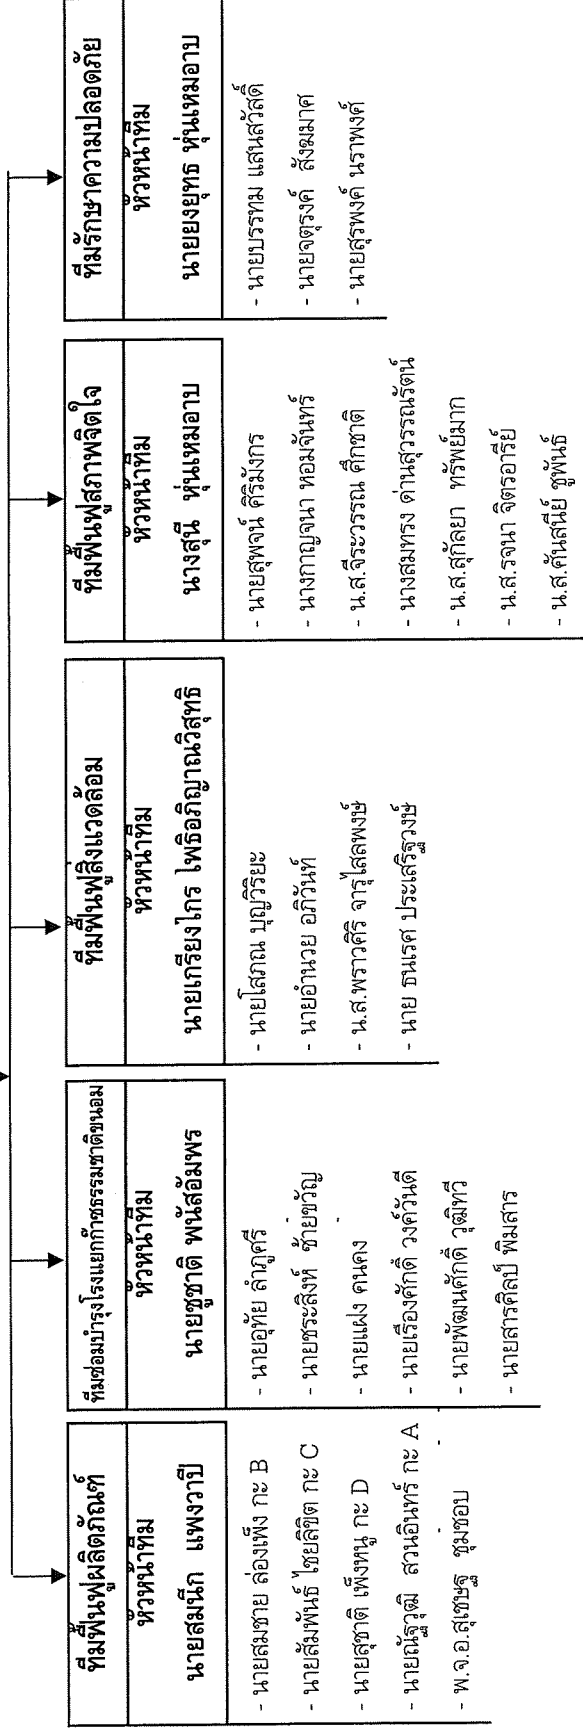 ทีมฟื้นฟูผลิตภัณฑ์
หัวหน้าทีม
นายสมนึก แพงวาปี
- นายสมชาย ล่องเพ็ง กะ B
- นายสัมพันธ์ ไชยลิขิต กะ C
- นายสุชาติ เพ็งหนู กะ D
- นายณัฐวุฒิ สวนอินทร์ กะ A
- พ.จ.อ.สุเชษฐ ชุมชอบ
ทีมซ่อมบำรุงโรงแยกก๊าซธรรมชาติขนอม
หัวหน้าทีม
นายชูชาติ พนัสอัมพร
- นายอุทัย ลำภูศรี
- นายชระสิงห์ ซ้ายขวัญ
- นายแฝง คนคง
- นายเรืองศักดิ์ วงค์วันดี
- นายพัฒนศักดิ์ วุฒิทวี
- นายสารศิลป์ พิมสาร
ทีมฟื้นฟูสิ่งแวดล้อม
หัวหน้าทีม
นายเกรียงไกร โพธิอภิญาณวิสุทธิ
- นายโสภณ บุญวิริยะ
- นายอำนวย อภิวันท์
- น.ส.พราวศิริ จารุไสลพงษ์
- นาย ธนเรศ ประเสริฐวงษ์
ทีมฟื้นฟูสภาพจิตใจ
หัวหน้าทีม
นางสุนี หุ่นเหมอาบ
- นายสุพจน์ ศิริมังกร
- นางกาญจนา หอมจันทร์
- น.ส.จีระวรรณ ศึกชาติ
- นางสมทรง ด่านสุวรรณรัตน์
- น.ส.สุกัลยา ทรัพย์มาก
- น.ส.รจนา จิตรอารีย์
- น.ส.คันสนีย์ ชูพันธ์
ทีมรักษาความปลอดภัย
หัวหน้าทีม
นายยงยุทธ หุ่นเหมอาบ
- นายบรรทม แสนสวัสดิ์
- นายจตุรงค์ สังฆมาศ
- นายสุรพงค์ นราพงค์